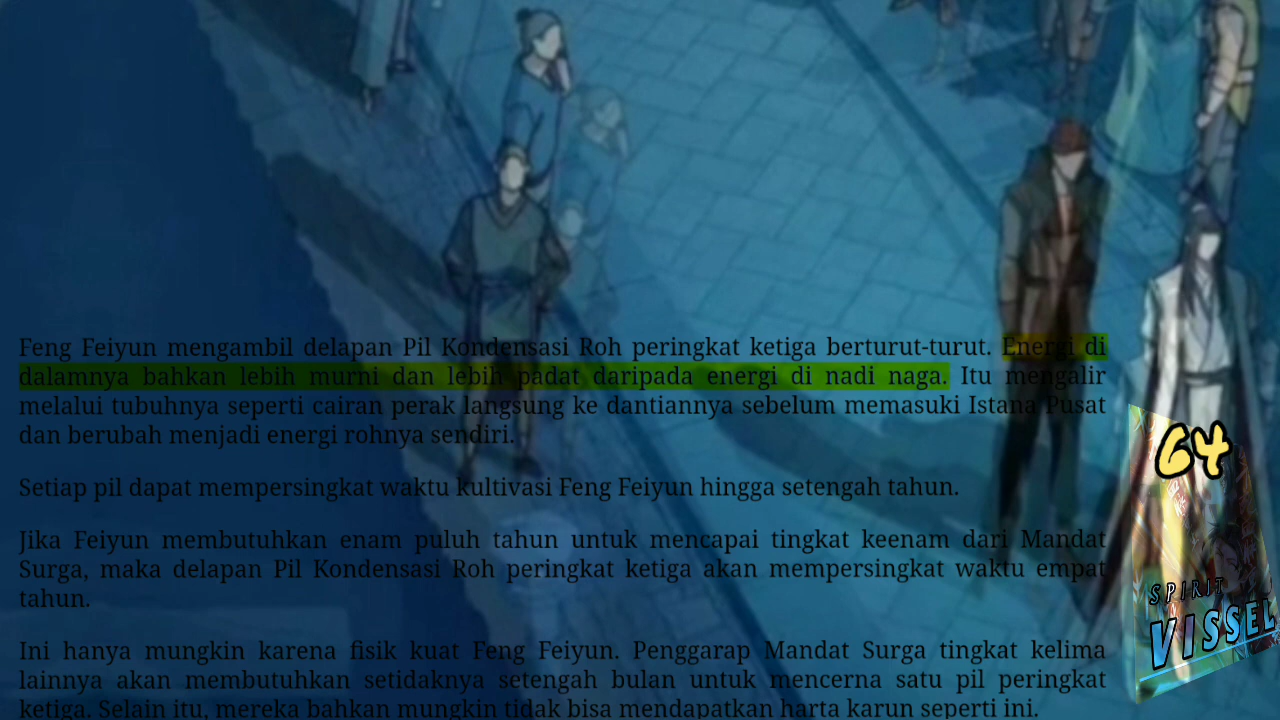 Feng Feiyun mengambil delapan Pil Kondensasi Roh peringkat ketiga berturut-turut. Energi di
dalamnya bahkan lebih murni dan lebih padat daripada energi di nadi naga. Itu mengalir
melalui tubuhnya seperti cairan perak langsung ke dantiannya sebelum memasuki Istana Pusat
dan berubah menjadi energi rohnya sendiri.
Setiap pil dapat mempersingkat waktu kultivasi Feng Feiyun hingga setengah tahun.
Jika Feiyun membutuhkan enam puluh tahun untuk mencapai tingkat keenam dari Mandat
Surga, maka delapan Pil Kondensasi Roh peringkat ketiga akan mempersingkat waktu empat
tahun.
Ini hanya mungkin karena fisik kuat Feng Feiyun. Penggarap Mandat Surga tingkat kelima
lainnya akan membutuhkan setidaknya setengah bulan untuk mencerna satu pil peringkat
ketiga. Selain itu, mereka bahkan mungkin tidak bisa mendapatkan harta karun seperti ini.
64
SPIRIT
VISSEL